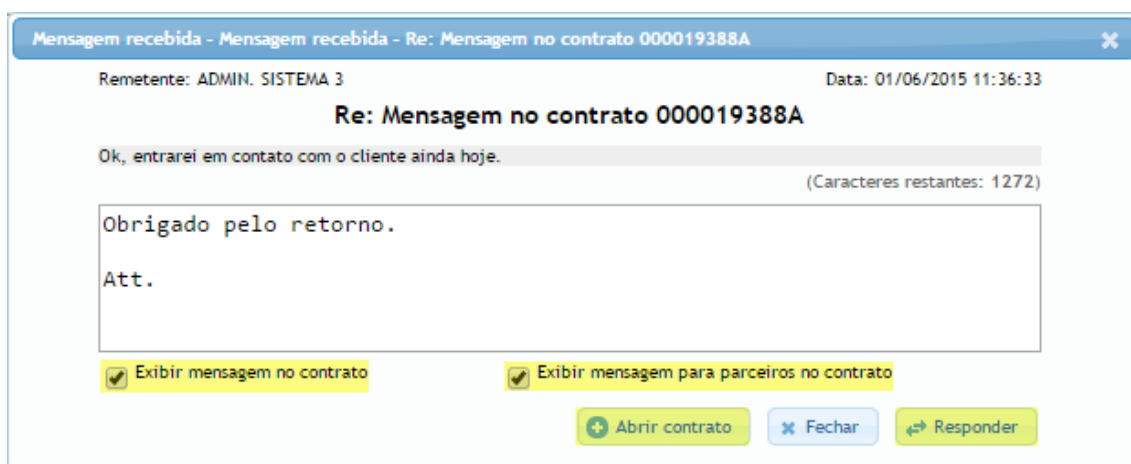 Mensagem recebida - Mensagem recebida - Re: Mensagem no contrato 000019388A
Remetente: ADMIN. SISTEMA 3 Data: 01/06/2015 11:36:33
Re: Mensagem no contrato 000019388A
Ok, entrarei em contato com o cliente ainda hoje.
(Caracteres restantes: 1272)
Obrigado pelo retorno.
Att.
Exibir mensagem no contrato Exibir mensagem para parceiros no contrato
Abrir contrato Fechar Responder